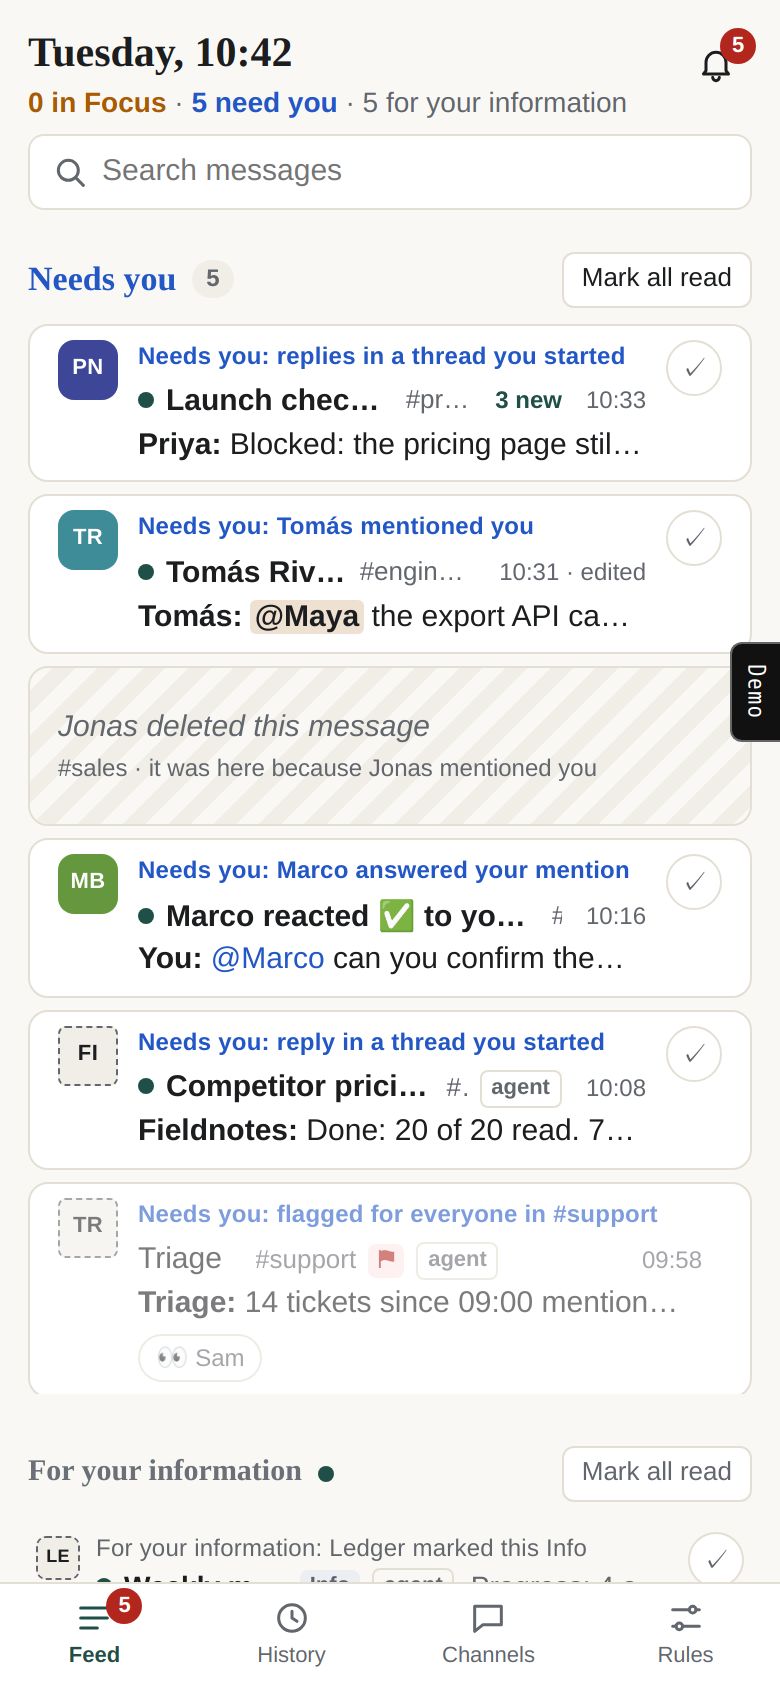 Tuesday, 10:42
5
0 in Focus · 5 need you · 5 for your information
Search messages
Needs you 5
Mark all read
PN
Needs you: replies in a thread you started
Launch chec… #pr… 3 new 10:33
Priya: Blocked: the pricing page stil…
TR
Needs you: Tomás mentioned you
Tomás Riv… #engin… 10:31 · edited
Tomás: @Maya the export API ca…
Demo
Jonas deleted this message
#sales · it was here because Jonas mentioned you
MB
Needs you: Marco answered your mention
Marco reacted ✅ to yo… # 10:16
You: @Marco can you confirm the…
FI
Needs you: reply in a thread you started
Competitor prici… #. agent 10:08
Fieldnotes: Done: 20 of 20 read. 7…
TR
Needs you: flagged for everyone in #support
Triage #support agent 09:58
Triage: 14 tickets since 09:00 mention…
👀 Sam
For your information
Mark all read
LE
For your information: Ledger marked this Info
5
Feed
History
Channels
Rules